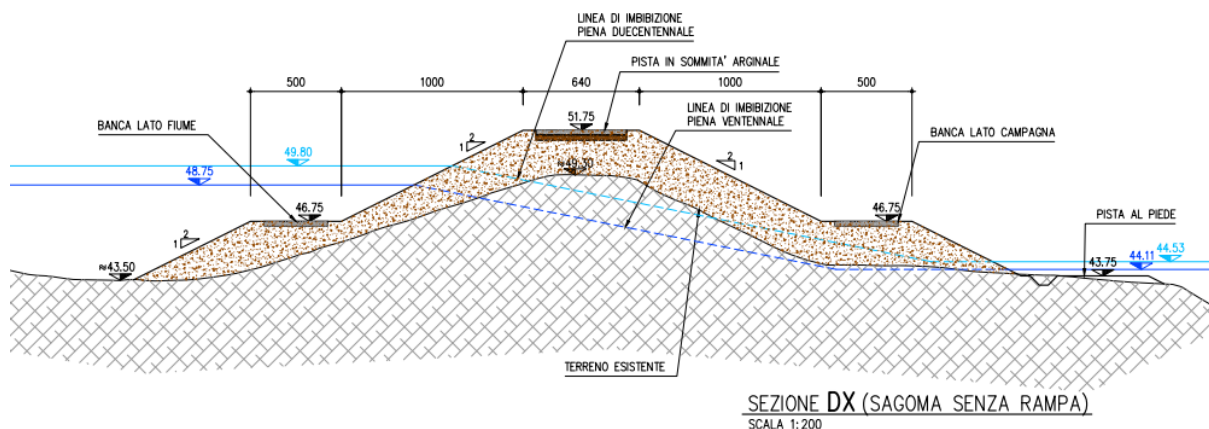 LINEA DI IMBIBIZIONE
PIENA DUECENTENNALE
PISTA IN SOMMITA' ARGINALE
500
1000
640
1000
500
LINEA DI IMBIBIZIONE
PIENA VENTENNALE
BANCA LATO FIUME
51.75
BANCA LATO CAMPAGNA
49.80
48.75
2
1
≈49.30
2
1
46.75
46.75
PISTA AL PIEDE
2
1
≈43.50
44.53
43.75
44.11
TERRENO ESISTENTE
SEZIONE DX (SAGOMA SENZA RAMPA)
SCALA 1:200